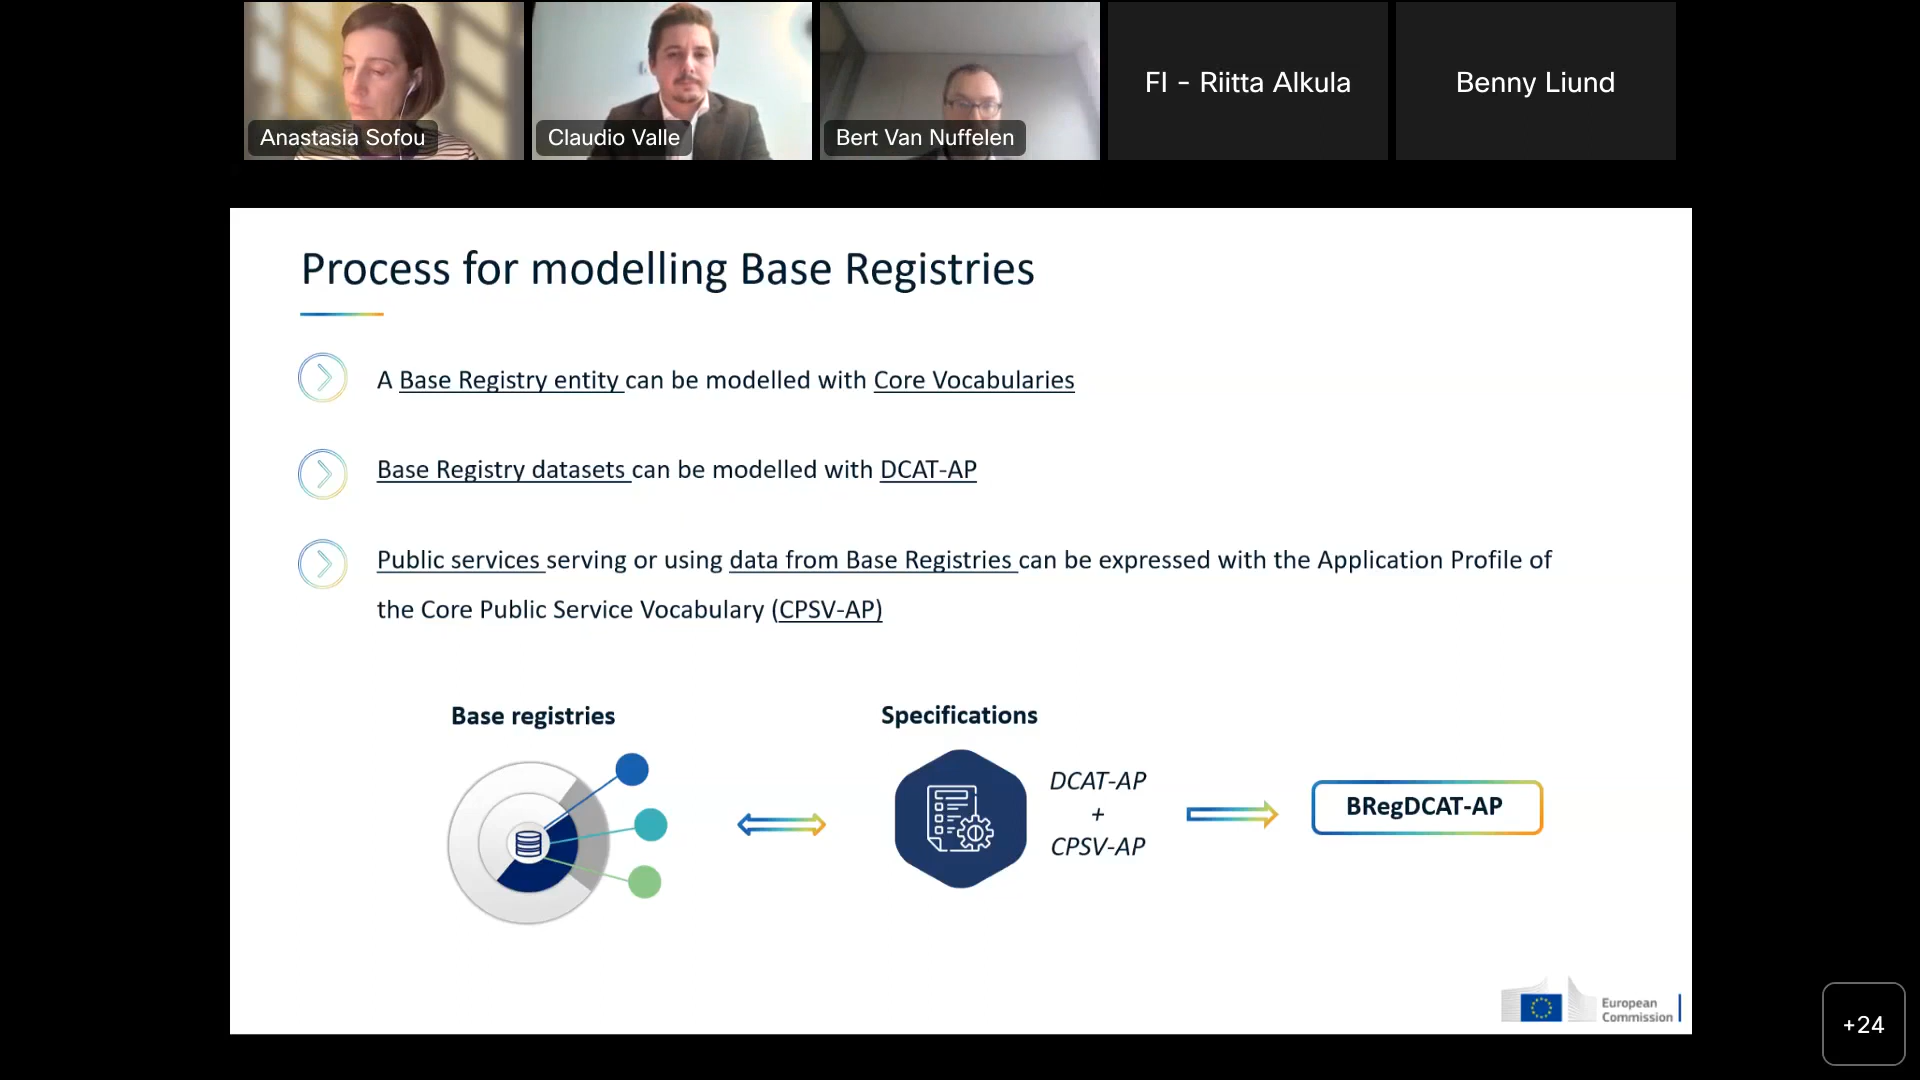 Anastasia Sofou
Claudio Valle
Bert Van Nuffelen
FI - Riitta Alkula
Benny Liund
Process for modelling Base Registries
A Base Registry entity can be modelled with Core Vocabularies
Base Registry datasets can be modelled with DCAT-AP
Public services serving or using data from Base Registries can be expressed with the Application Profile of
the Core Public Service Vocabulary (CPSV-AP)
Base registries
Specifications
DCAT-AP
+
CPSV-AP
BRegDCAT-AP
European
Commission
+24